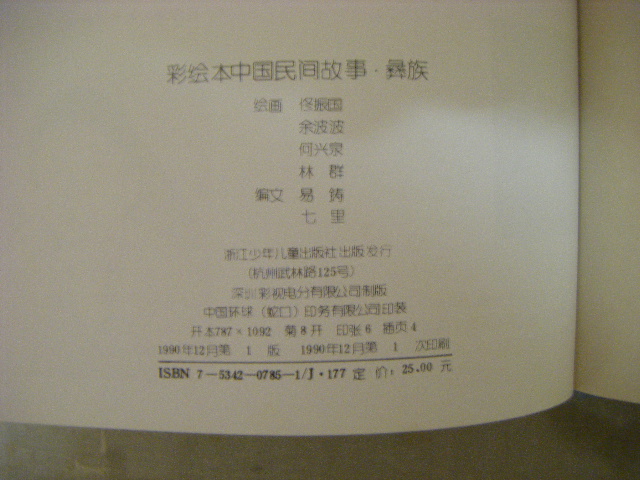 彩绘本中国民间故事·彝族
绘画 佟振国
余波波
何兴泉
林 群
编文 易 铸
七 里
浙江少年儿童出版社出版发行
(杭州武林路125号)
深圳彩视电分有限公司制版
中国环球(蛇口)印务有限公司印装
开本787×1092 第8开 印张6 插页4
1990年12月第 1 版 1990年12月第 1 次印刷
ISBN 7—5342—0785—1/J·177 定 价: 25.00 元